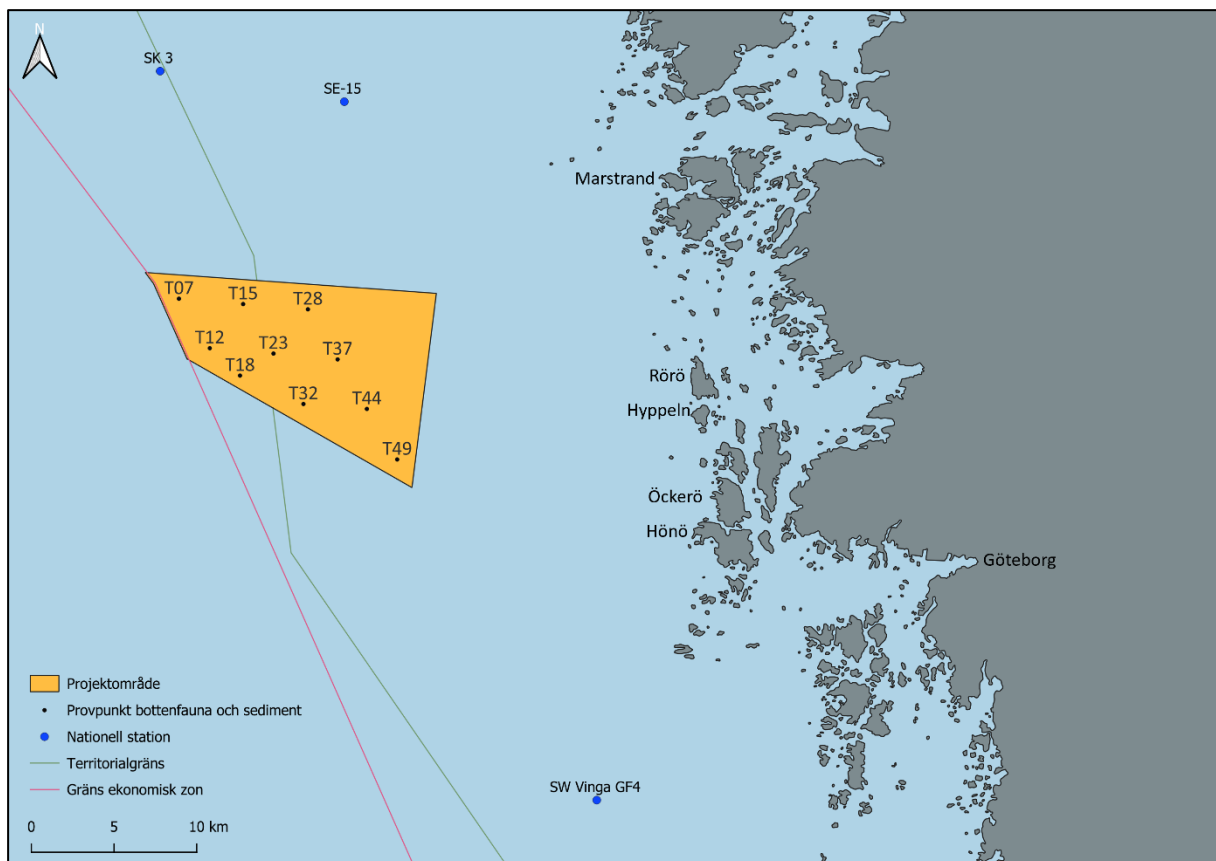 N
SK 3
SE-15
Marstrand
T07
T15
T28
T12
T23
T37
T18
T32
T44
T49
Rörö
Hyppeln
Öckerö
Hönö
Göteborg
Projektområde
Provpunkt bottenfauna och sediment
Nationell station
Territorialgräns
Gräns ekonomisk zon
SW Vinga GF4
0 5 10 km